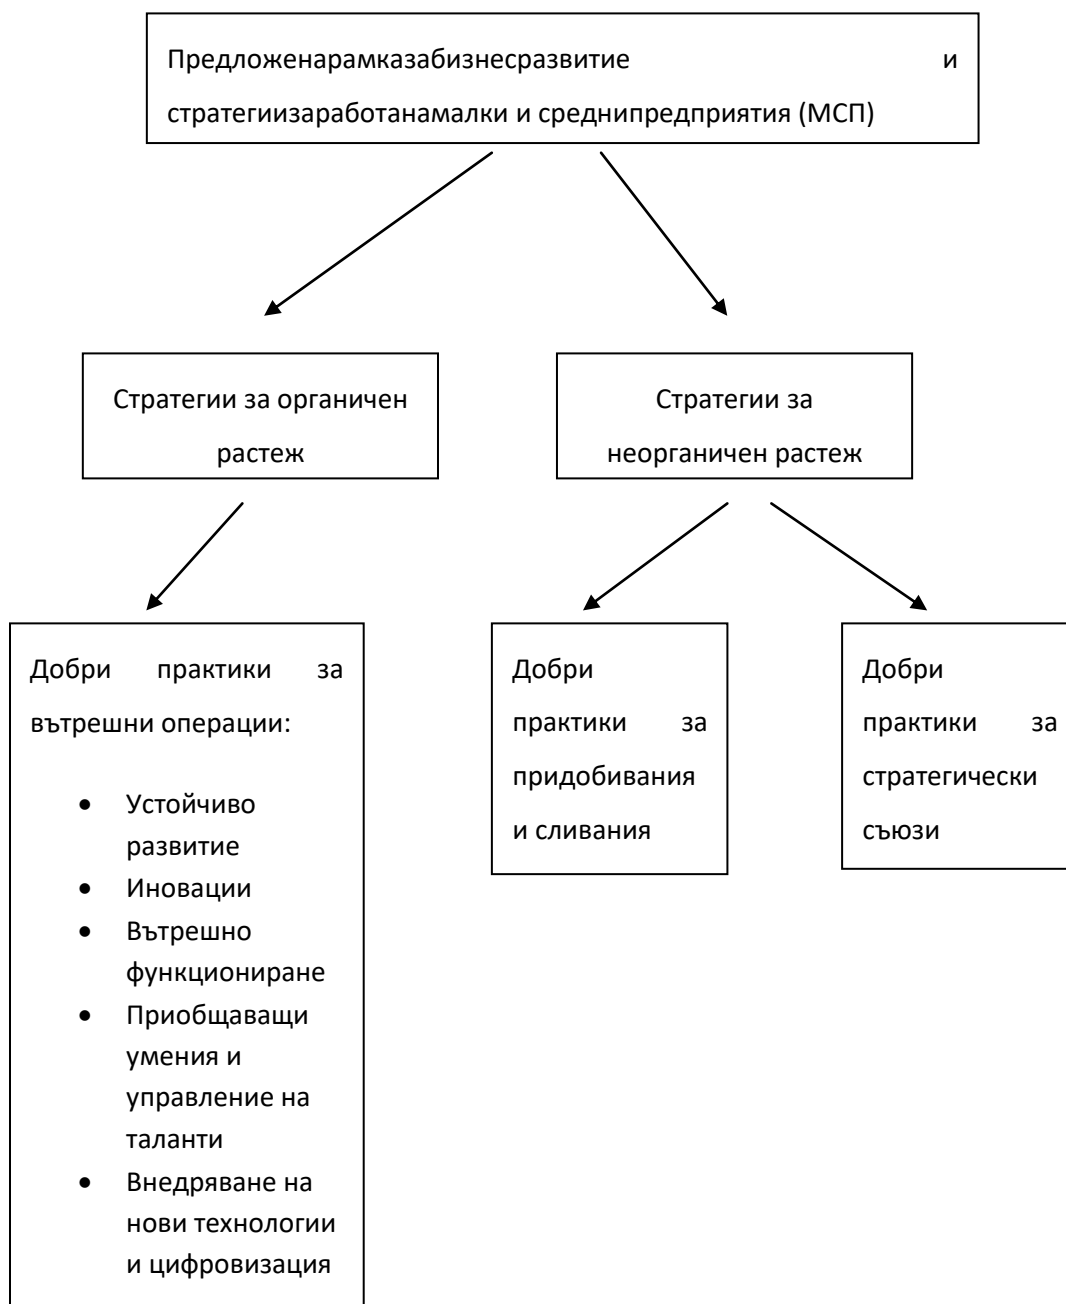 Предложенарамказабизнесразвитие и
стратегиизаработанамалки и среднипредприятия (МСП)
Стратегии за органичен
растеж
Стратегии за
неорганичен растеж
Добри практики за
вътрешни операции:
• Устойчиво
развитие
• Иновации
• Вътрешно
функциониране
• Приобщаващи
умения и
управление на
таланти
• Внедряване на
нови технологии
и цифровизация
Добри
практики за
придобивания
и сливания
Добри
практики за
стратегически
съюзи